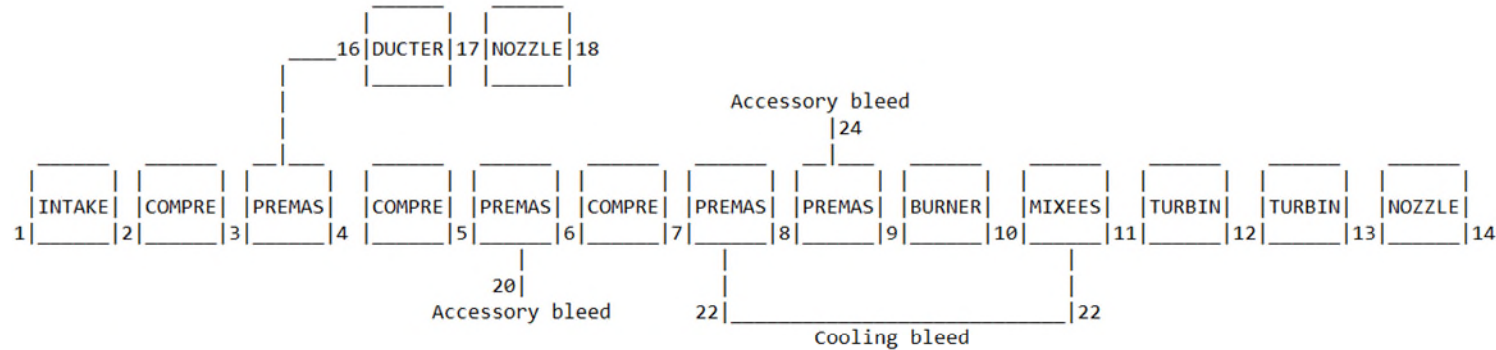 16 DUCTER 17 NOZZLE 18
Accessory bleed
24
INTAKE COMPRE PREMAS COMPRE PREMAS COMPRE PREMAS PREMAS BURNER MIXEES TURBIN TURBIN NOZZLE
1 2 3 4 5 6 7 8 9 10 11 12 13 14
20
Accessory bleed 22 22
Cooling bleed